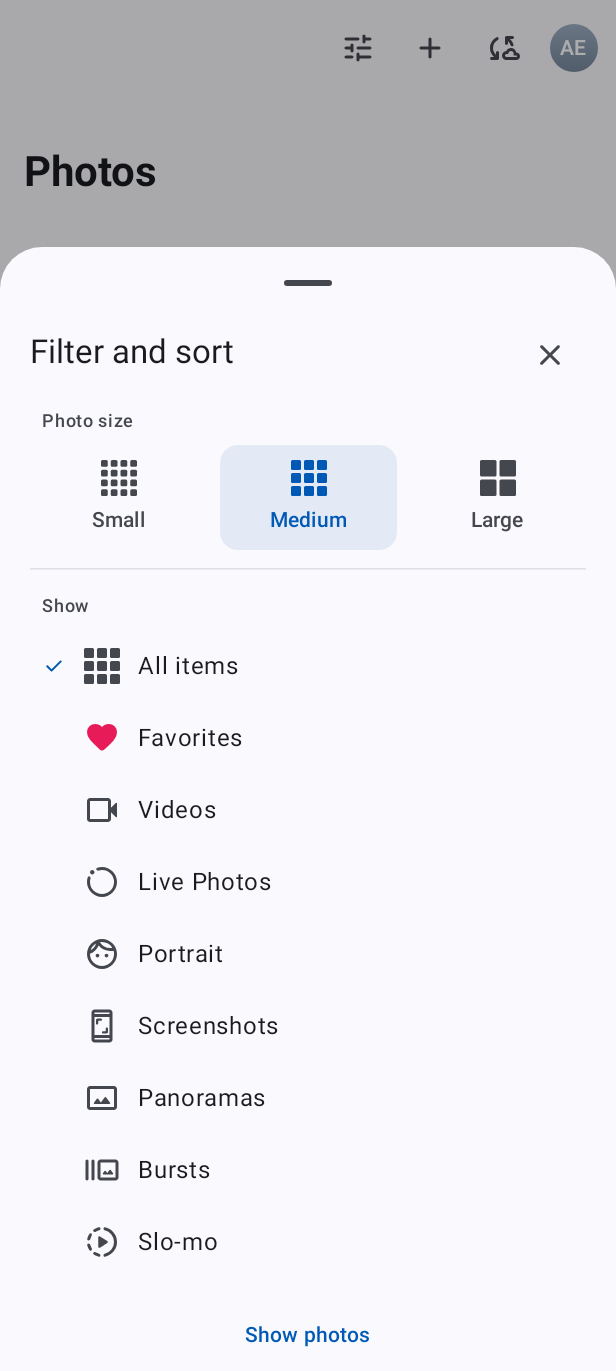 AE
Photos
Filter and sort
Photo size
Small Medium Large
Show
All items
Favorites
Videos
Live Photos
Portrait
Screenshots
Panoramas
Bursts
Slo-mo
Show photos